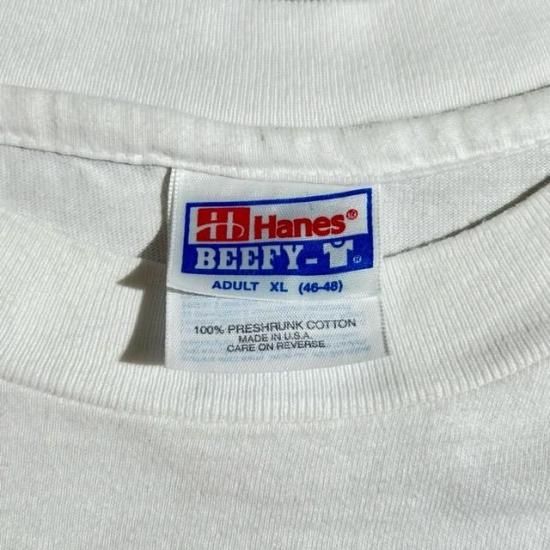 Hanes®
BEEFY-T®
ADULT XL (46-48)
100% PRESHRUNK COTTON
MADE IN U.S.A.
CARE ON REVERSE